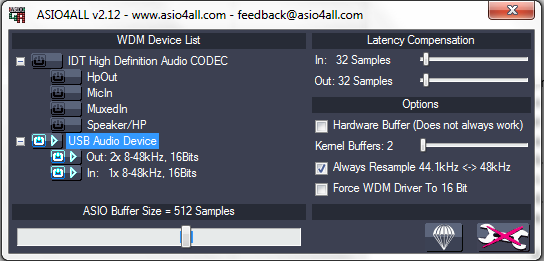 ASIO4ALL v2.12 - www.asio4all.com - feedback@asio4all.com
WDM Device List
IDT High Definition Audio CODEC
HpOut
MicIn
MuxedIn
Speaker/HP
USB Audio Device
Out: 2x 8-48kHz, 16Bits
In: 1x 8-48kHz, 16Bits
ASIO Buffer Size = 512 Samples
Latency Compensation
In: 32 Samples
Out: 32 Samples
Options
Hardware Buffer (Does not always work)
Kernel Buffers: 2
Always Resample 44.1kHz <-> 48kHz
Force WDM Driver To 16 Bit